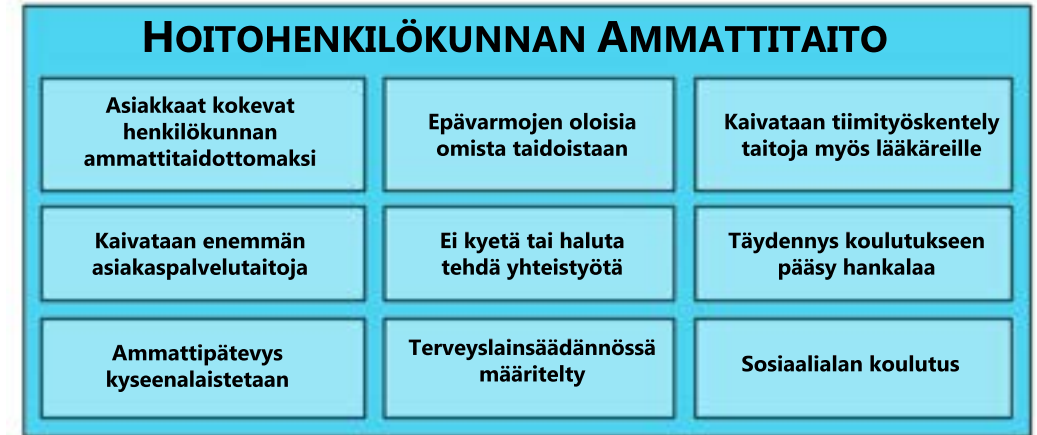 HOITOHENKILÖKUNNAN AMMATTITAITO
Asiakkaat kokevat
henkilökunnan
ammattitaidottomaksi
Epävarmojen oloisia
omista taidoistaan
Kaivataan tiimityöskentely
taitoja myös lääkäreille
Kaivataan enemmän
asiakaspalvelutaitoja
Ei kyetä tai haluta
tehdä yhteistyötä
Täydennys koulutukseen
pääsy hankalaa
Ammattipätevys
kyseenalaistetaan
Terveyslainsäädännössä
määritelty
Sosiaalialan koulutus